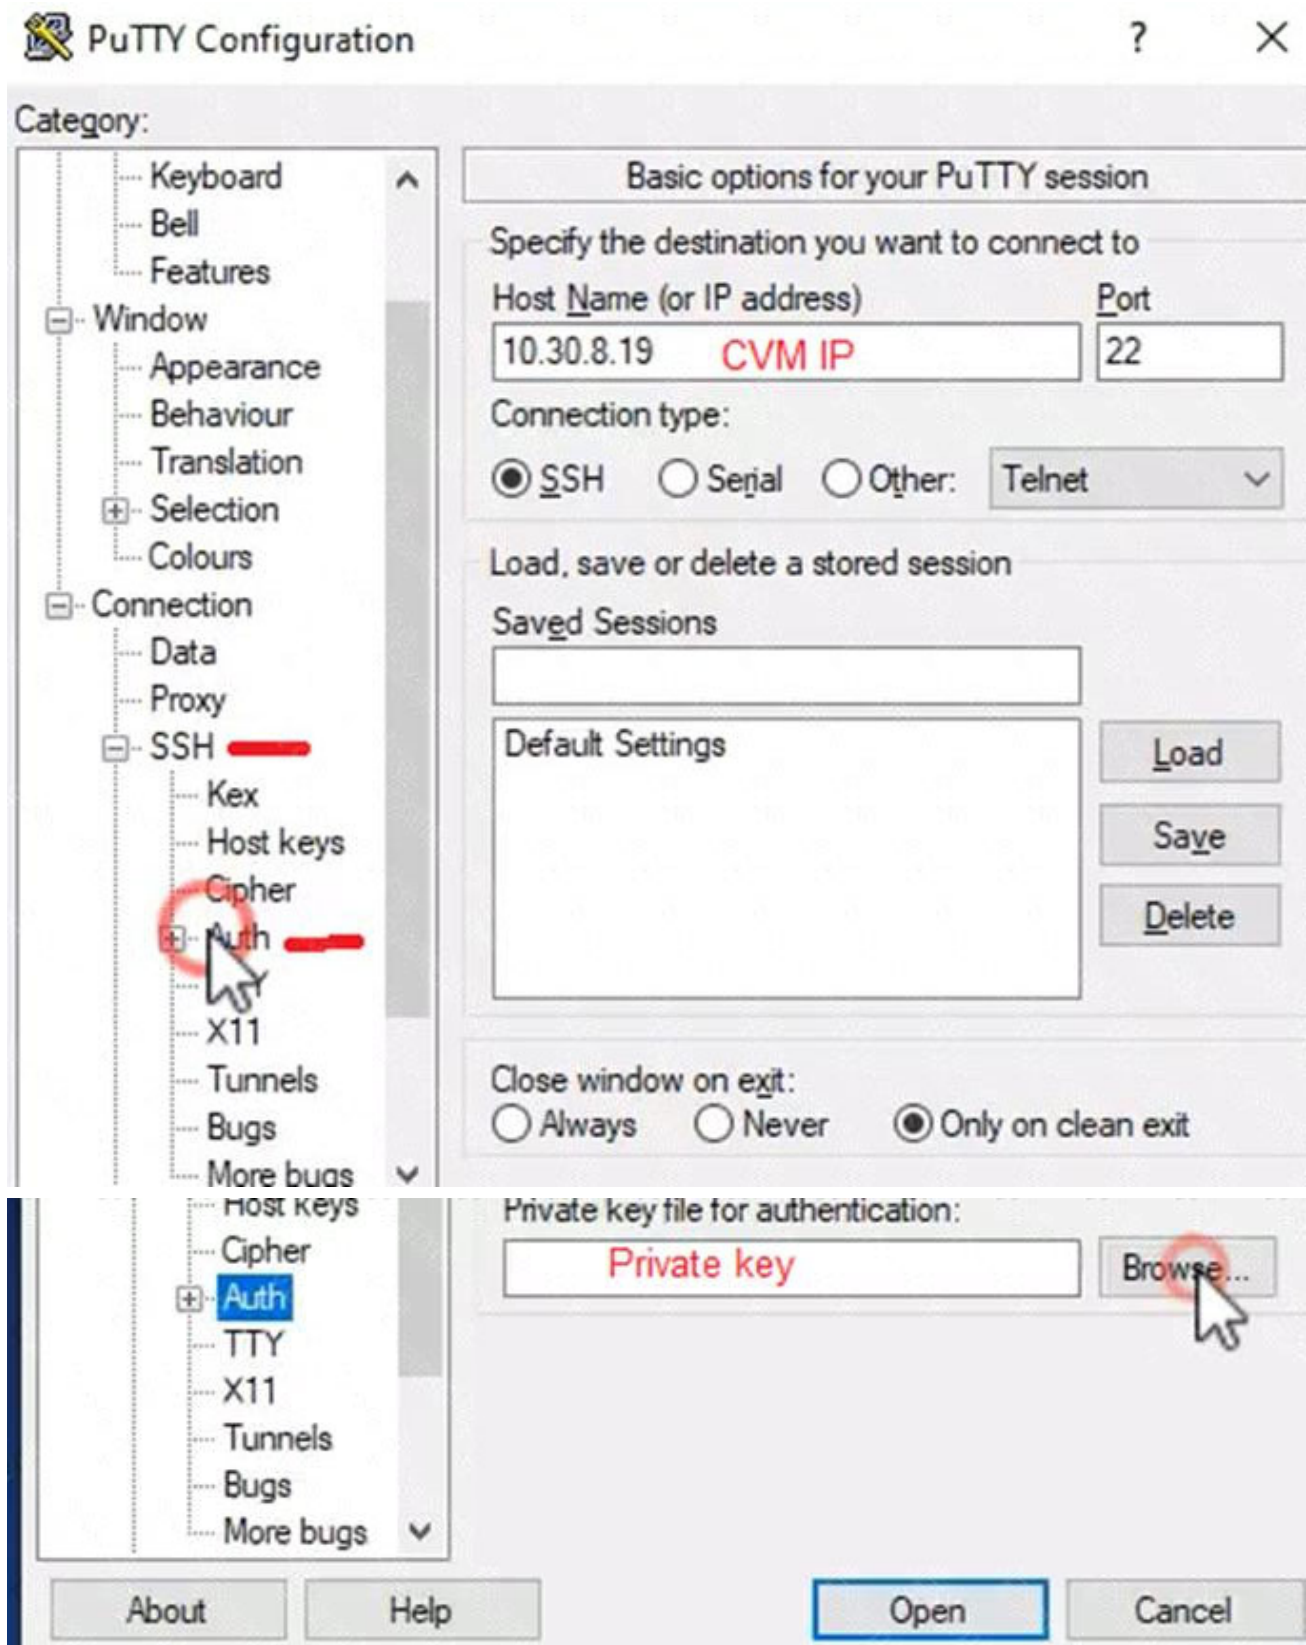 PuTTY Configuration ? ×
Category:
Keyboard
Bell
Features
Window
Appearance
Behaviour
Translation
Selection
Colours
Connection
Data
Proxy
SSH
Kex
Host keys
Cipher
Auth
X11
Tunnels
Bugs
More bugs
Basic options for your PuTTY session
Specify the destination you want to connect to
Host Name (or IP address) Port
10.30.8.19 CVM IP 22
Connection type:
SSH Serial Other: Telnet
Load, save or delete a stored session
Saved Sessions
Default Settings
Load
Save
Delete
Close window on exit:
Always Never Only on clean exit
Host keys
Cipher
Auth
TTY
X11
Tunnels
Bugs
More bugs
Private key file for authentication:
Private key Browse...
About Help Open Cancel